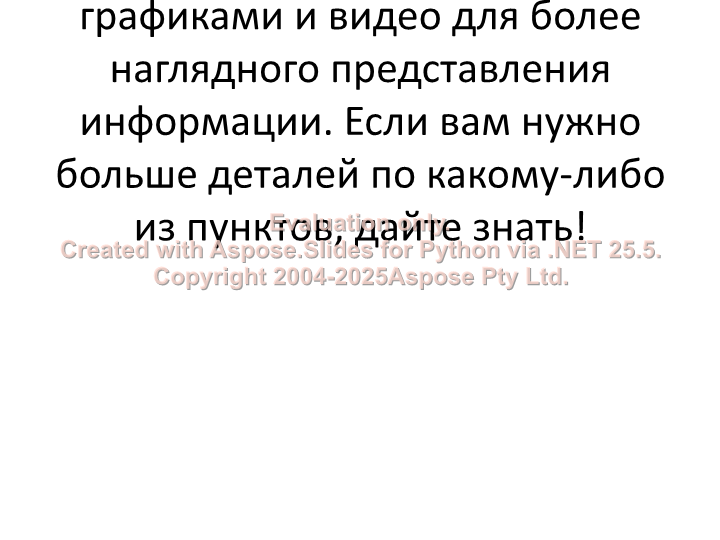 графиками и видео для более
наглядного представления
информации. Если вам нужно
больше деталей по какому-либо
из пунктов, дайте знать!
Evaluation only.
Created with Aspose.Slides for Python via .NET 25.5.
Copyright 2004-2025Aspose Pty Ltd.